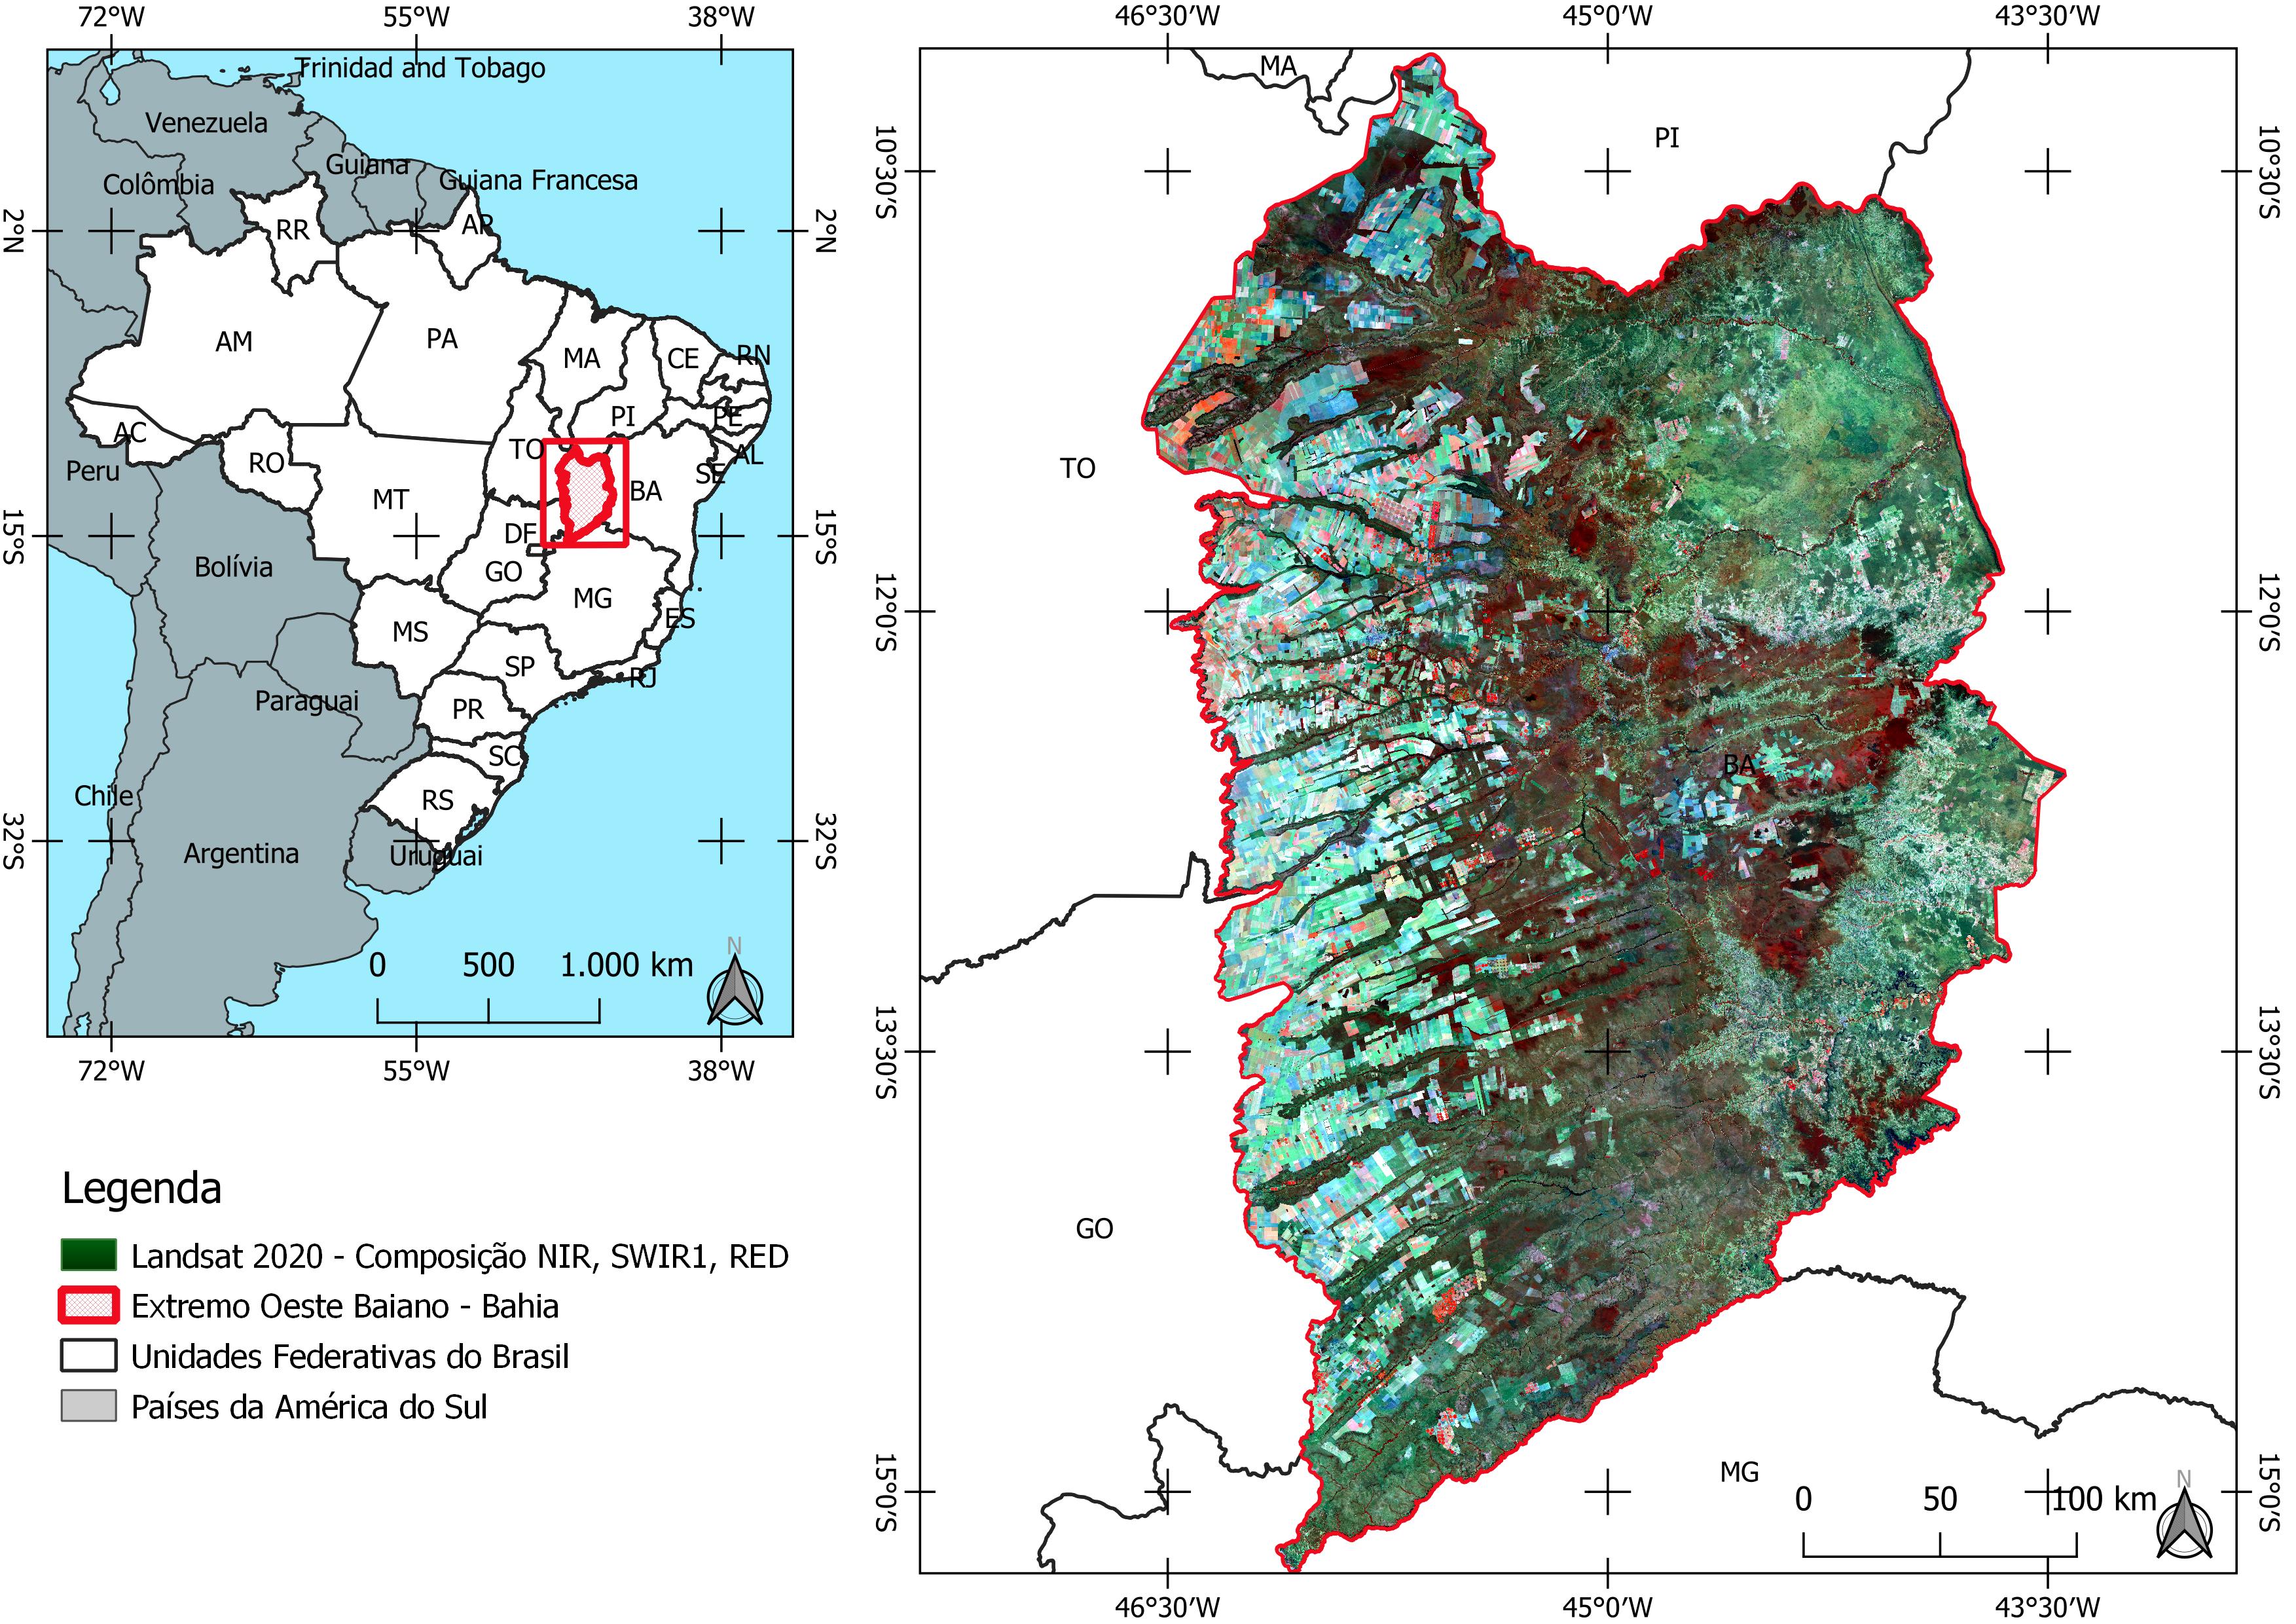 72°W 55°W 38°W
Trinidad and Tobago
Venezuela
Guiana
Colômbia
Guiana Francesa
RR
AP
2°N 2°N
AM
PA
MA
CE
RN
PI
PE
AC
TO
AL
RO
Peru
SE
MT
BA
15°S 15°S
DF
Bolívia
GO
MG
ES
MS
SP
RJ
Paraguai
PR
SC
Chile
RS
32°S 32°S
Argentina
Uruguai
N
0 500 1.000 km
72°W 55°W 38°W
Legenda
Landsat 2020 - Composição NIR, SWIR1, RED
Extremo Oeste Baiano - Bahia
Unidades Federativas do Brasil
Países da América do Sul
46°30'W 45°0'W 43°30'W
MA
PI
10°30'S 10°30'S
TO
12°0'S 12°0'S
BA
13°30'S 13°30'S
GO
MG
N
0 50 100 km
15°0'S 15°0'S
46°30'W 45°0'W 43°30'W